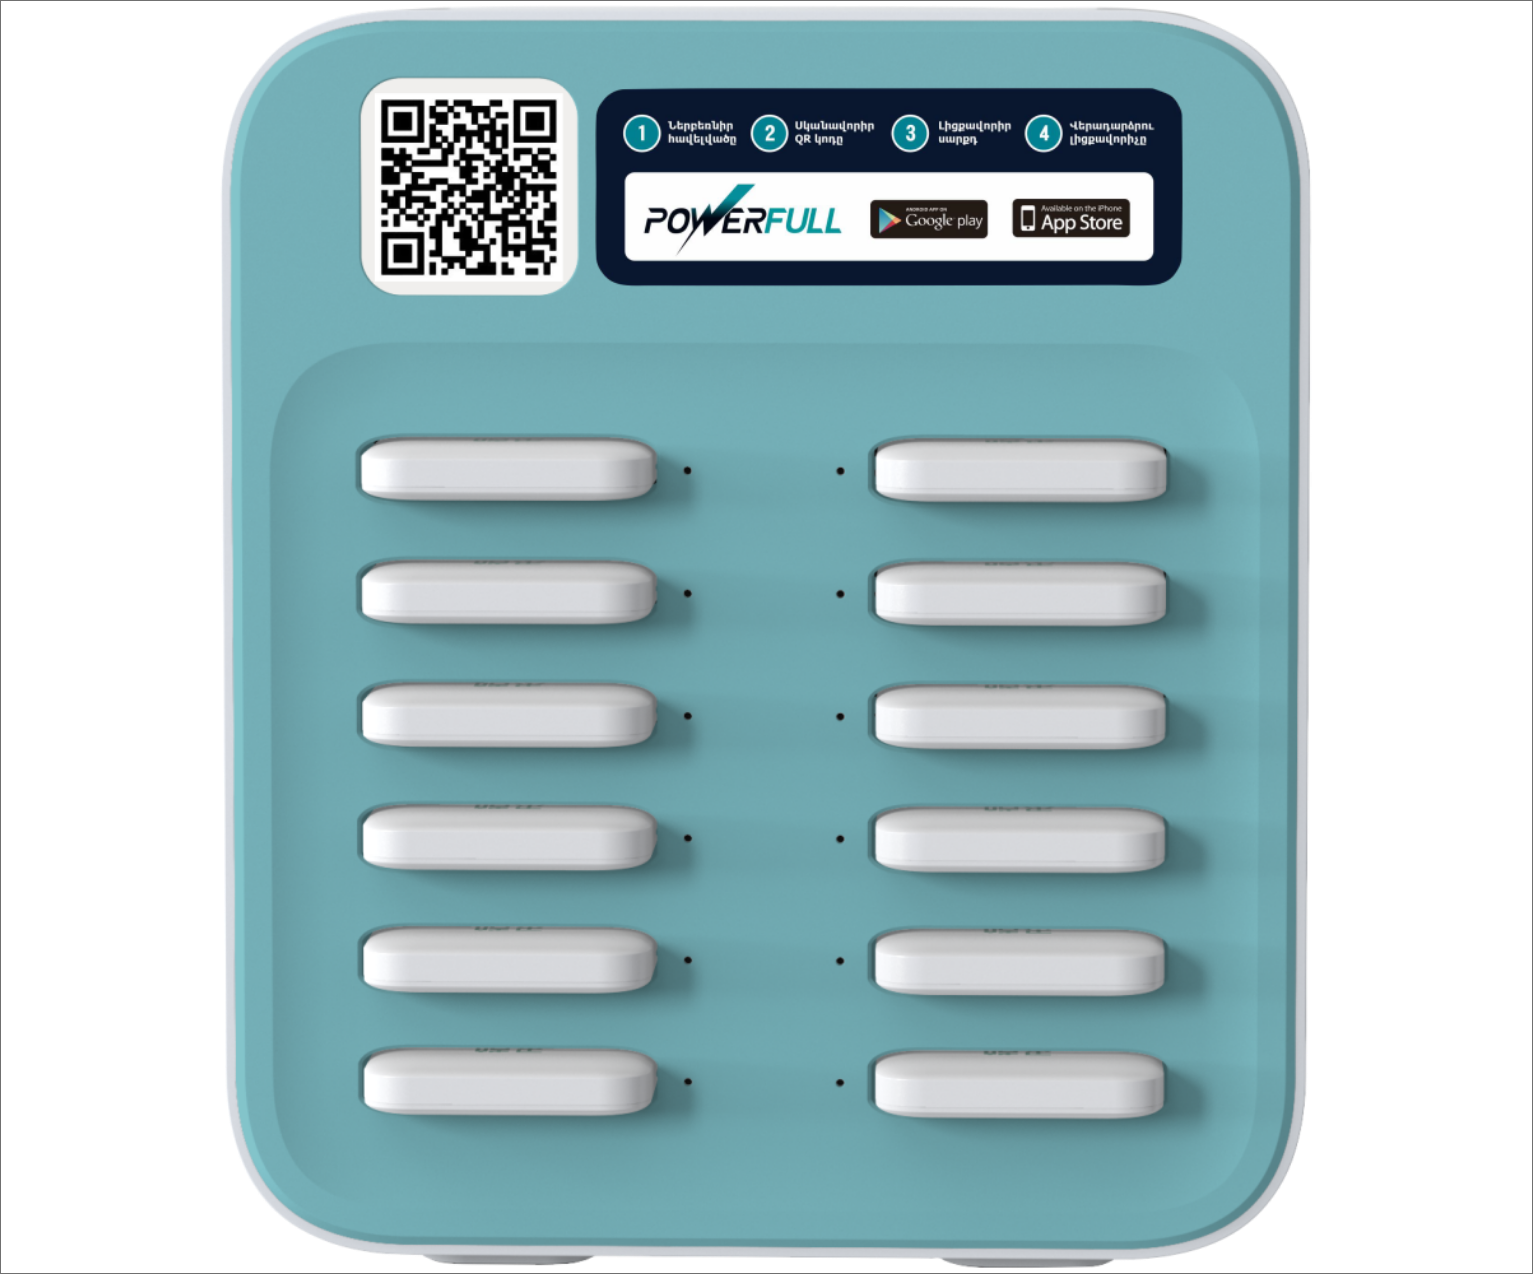 1 Ներբեռնիր
հավելվածը
2 Սկանավորիր
QR կոդը
3 Լիցքավորիր
սարքդ
4 Վերադարձրու
լիցքավորիչը
POWERFULL
ANDROID APP ON
Google play
Available on the iPhone
App Store